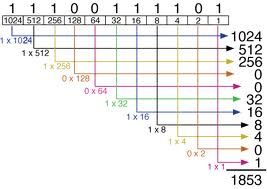 1 1 1 0 0 1 1 1 1 0 1
1024 512 256 128 64 32 16 8 4 2 1
1 x 1024 1024
1 x 512 512
1 x 256 256
0 x 128 0
0 x 64 0
1 x 32 32
1 x 16 16
1 x 8 8
1 x 4 4
0 x 2 0
1 x 1 1
1853